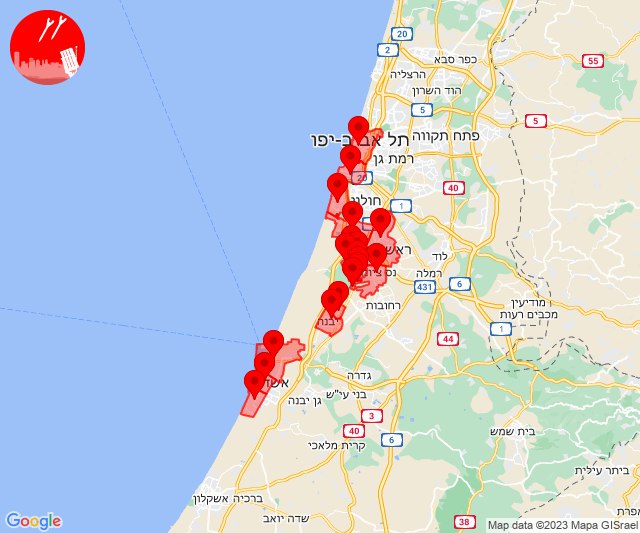 20
2
כפר סבא
55
הרצליה
הוד השרון
5
5
תל אביב-יפו
פתח תקווה
רמת גן
20
40
חולון
1
ראש
לוד
נס ציונה
רמלה
431
6
רחובות
מודיעין
מכבים רעות
יבנה
1
44
אשד
גדרה
בני עי"ש
גן יבנה
3
40
6
בית שמש
קרית מלאכי
ביתר עילית
ברכיה
אשקלון
שדה יואב
38
צפרת
Google
Map data ©2023 Mapa GISrael